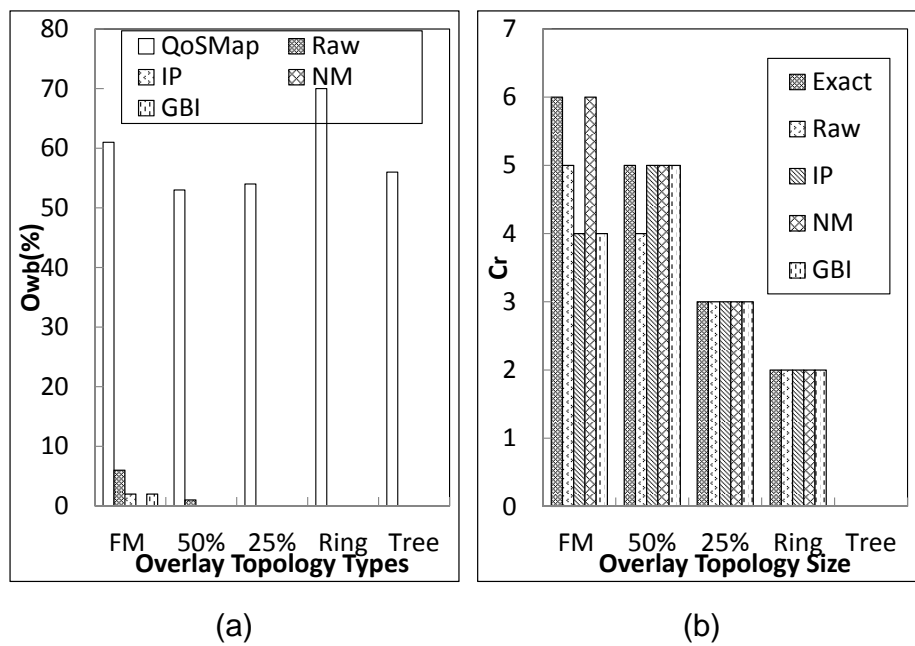 80
70
60
50
40
30
20
10
0
Owb(%)
QoSMap Raw
IP NM
GBI
FM 50% 25% Ring Tree
Overlay Topology Types
(a)
7
6
5
4
3
2
1
0
Cr
Exact
Raw
IP
NM
GBI
FM 50% 25% Ring Tree
Overlay Topology Size
(b)